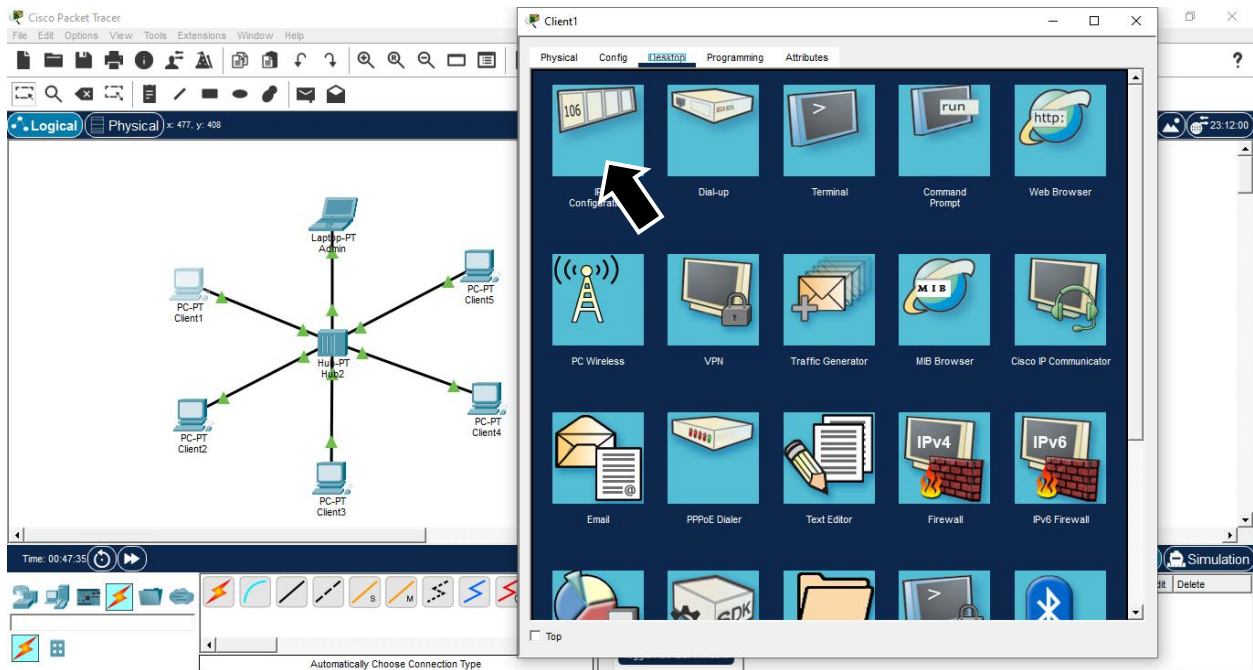 Cisco Packet Tracer
File Edit Options View Tools Extensions Window Help
?
Logical
Physical
x: 477, y: 408
23:12:00
Laptop-PT
Admin
PC-PT
Client5
PC-PT
Client1
Hub-PT
Hub2
PC-PT
Client4
PC-PT
Client2
PC-PT
Client3
Time: 00:47:35
Simulation
S
M
Delete
Automatically Choose Connection Type
Client1
Physical Config Desktop Programming Attributes
106
>
run
http:
Dial-up
Terminal
Command
Prompt
Web Browser
MIB
PC Wireless
VPN
Traffic Generator
MIB Browser
Cisco IP Communicator
@
IPv4
IPv6
Email
PPPoE Dialer
Text Editor
Firewall
IPv6 Firewall
SDK
>
Top